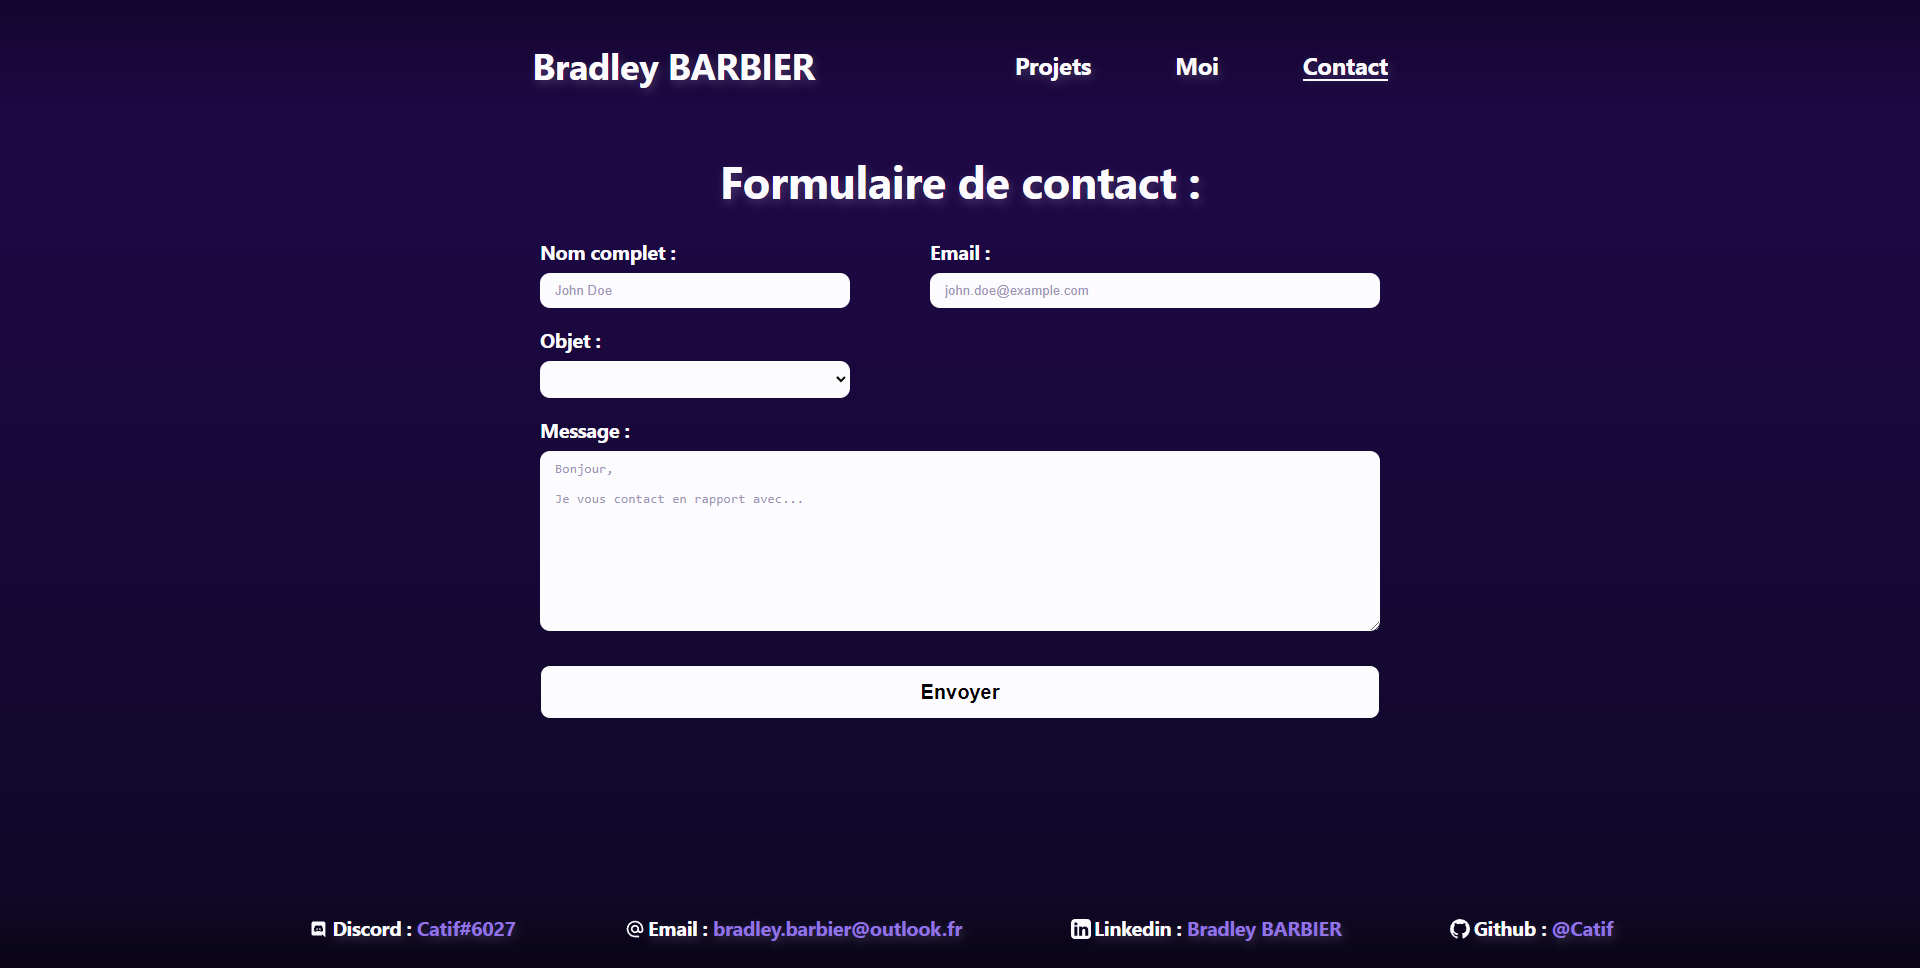 Bradley BARBIER
Projets
Moi
Contact
Formulaire de contact :
Nom complet :
Email :
John Doe
john.doe@example.com
Objet :
Message :
Bonjour,
Je vous contact en rapport avec...
Envoyer
Discord : Catif#6027
Email : bradley.barbier@outlook.fr
Linkedin : Bradley BARBIER
Github : @Catif